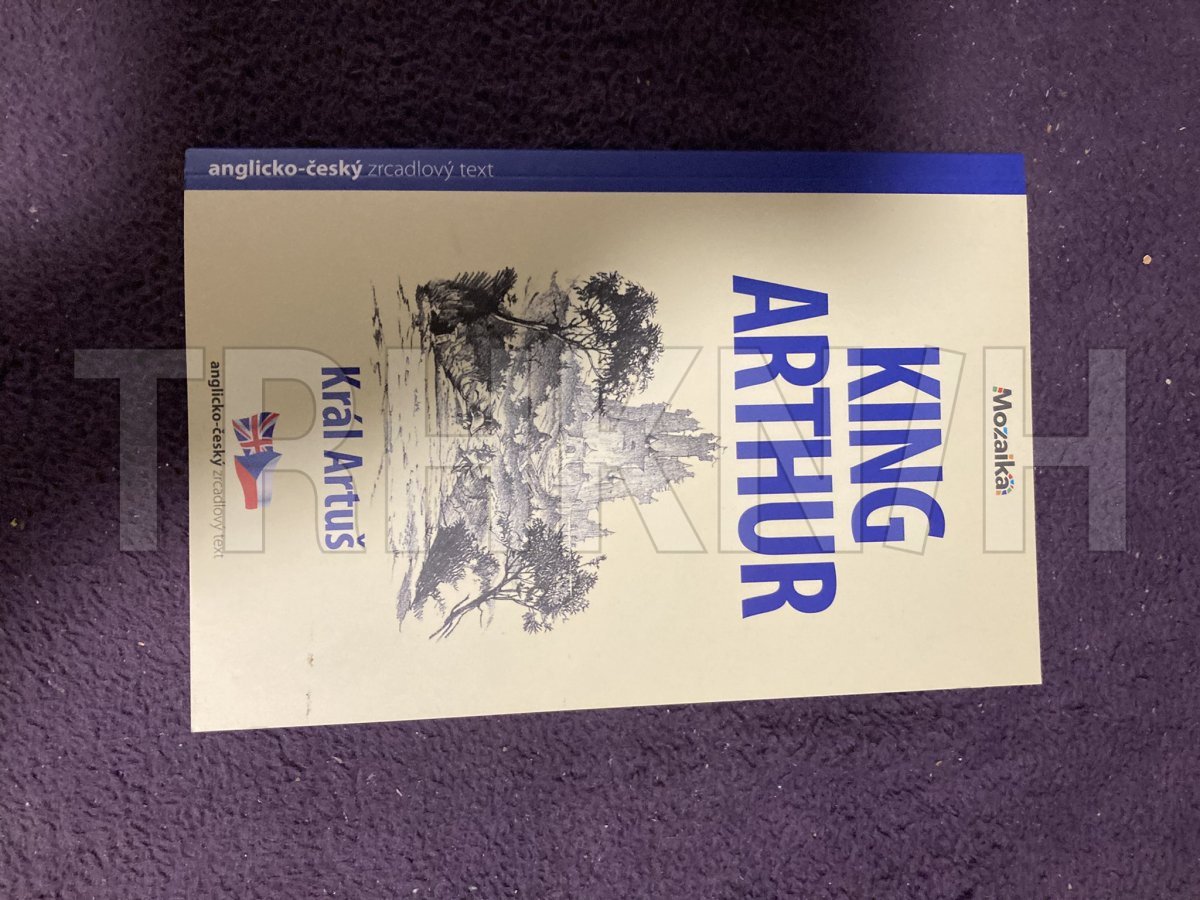 anglicko-český zrcadlový text
Mozaika
KING
ARTHUR
Král Artuš
anglicko-český zrcadlový text
TRHKNIH